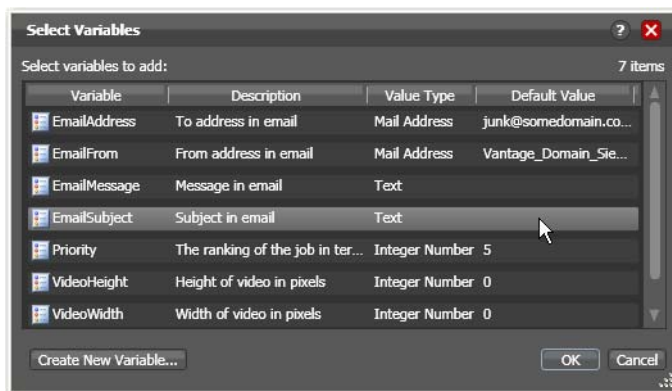 Select Variables ?
Select variables to add: 7 items
Variable Description Value Type Default Value
EmailAddress To address in email Mail Address junk@somedomain.co...
EmailFrom From address in email Mail Address Vantage_Domain_Sie...
EmailMessage Message in email Text
EmailSubject Subject in email Text
Priority The ranking of the job in ter... Integer Number 5
VideoHeight Height of video in pixels Integer Number 0
VideoWidth Width of video in pixels Integer Number 0
Create New Variable... OK Cancel